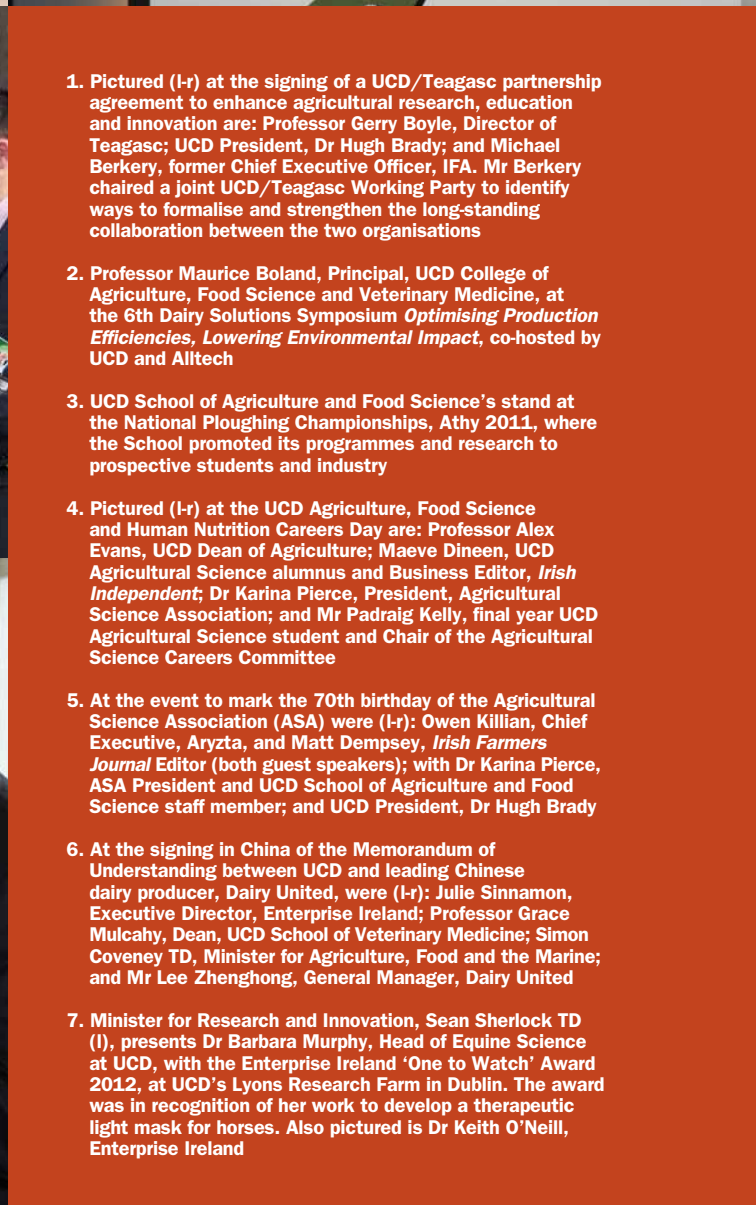 1. Pictured (l-r) at the signing of a UCD/Teagasc partnership
agreement to enhance agricultural research, education
and innovation are: Professor Gerry Boyle, Director of
Teagasc; UCD President, Dr Hugh Brady; and Michael
Berkery, former Chief Executive Officer, IFA. Mr Berkery
chaired a joint UCD/Teagasc Working Party to identify
ways to formalise and strengthen the long-standing
collaboration between the two organisations
2. Professor Maurice Boland, Principal, UCD College of
Agriculture, Food Science and Veterinary Medicine, at
the 6th Dairy Solutions Symposium Optimising Production
Efficiencies, Lowering Environmental Impact, co-hosted by
UCD and Alltech
3. UCD School of Agriculture and Food Science's stand at
the National Ploughing Championships, Athy 2011, where
the School promoted its programmes and research to
prospective students and industry
4. Pictured (l-r) at the UCD Agriculture, Food Science
and Human Nutrition Careers Day are: Professor Alex
Evans, UCD Dean of Agriculture; Maeve Dineen, UCD
Agricultural Science alumnus and Business Editor, Irish
Independent; Dr Karina Pierce, President, Agricultural
Science Association; and Mr Padraig Kelly, final year UCD
Agricultural Science student and Chair of the Agricultural
Science Careers Committee
5. At the event to mark the 70th birthday of the Agricultural
Science Association (ASA) were (l-r): Owen Killian, Chief
Executive, Aryzta, and Matt Dempsey, Irish Farmers
Journal Editor (both guest speakers); with Dr Karina Pierce,
ASA President and UCD School of Agriculture and Food
Science staff member; and UCD President, Dr Hugh Brady
6. At the signing in China of the Memorandum of
Understanding between UCD and leading Chinese
dairy producer, Dairy United, were (l-r): Julie Sinnamon,
Executive Director, Enterprise Ireland; Professor Grace
Mulcahy, Dean, UCD School of Veterinary Medicine; Simon
Coveney TD, Minister for Agriculture, Food and the Marine;
and Mr Lee Zhenghong, General Manager, Dairy United
7. Minister for Research and Innovation, Sean Sherlock TD
(l), presents Dr Barbara Murphy, Head of Equine Science
at UCD, with the Enterprise Ireland ‘One to Watch’ Award
2012, at UCD’s Lyons Research Farm in Dublin. The award
was in recognition of her work to develop a therapeutic
light mask for horses. Also pictured is Dr Keith O’Neill,
Enterprise Ireland